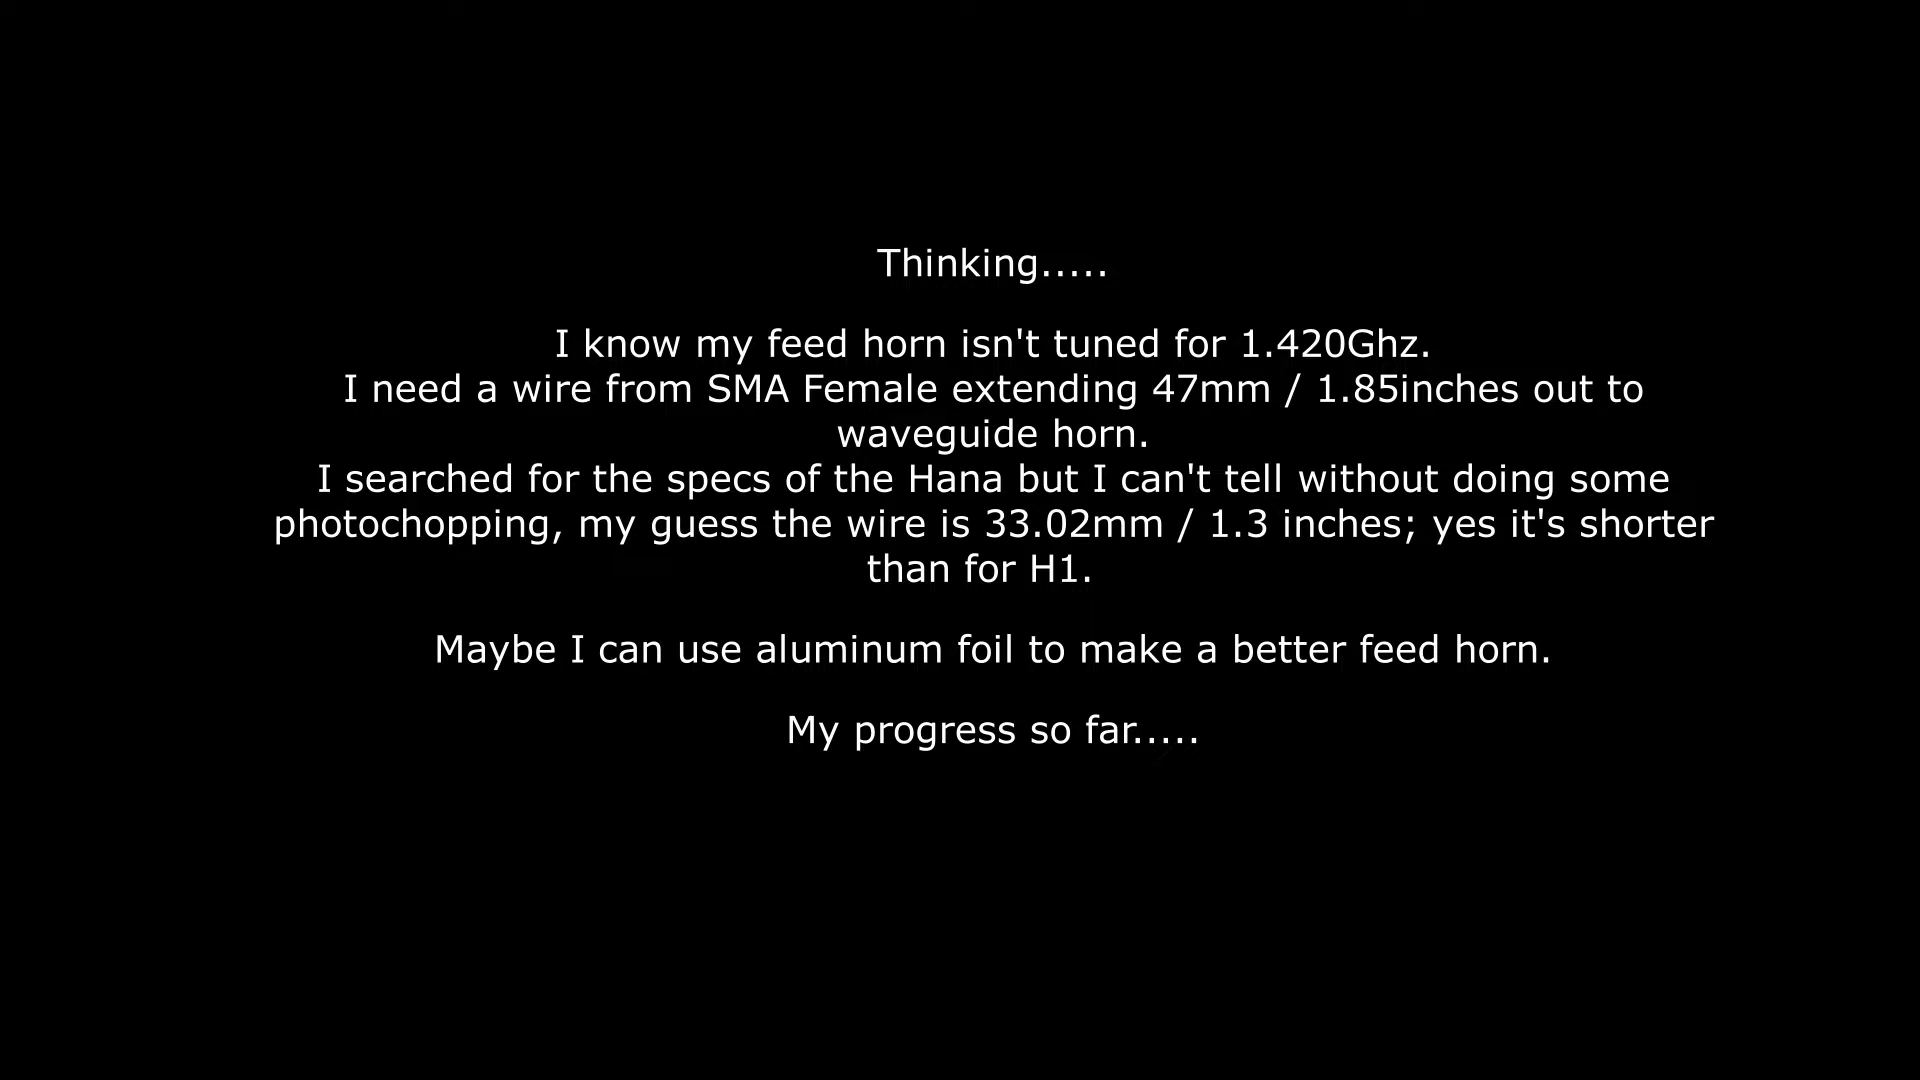 Thinking.....
I know my feed horn isn't tuned for 1.420Ghz.
I need a wire from SMA Female extending 47mm / 1.85inches out to
waveguide horn.
I searched for the specs of the Hana but I can't tell without doing some
photochopping, my guess the wire is 33.02mm / 1.3 inches; yes it's shorter
than for H1.
Maybe I can use aluminum foil to make a better feed horn.
My progress so far.....